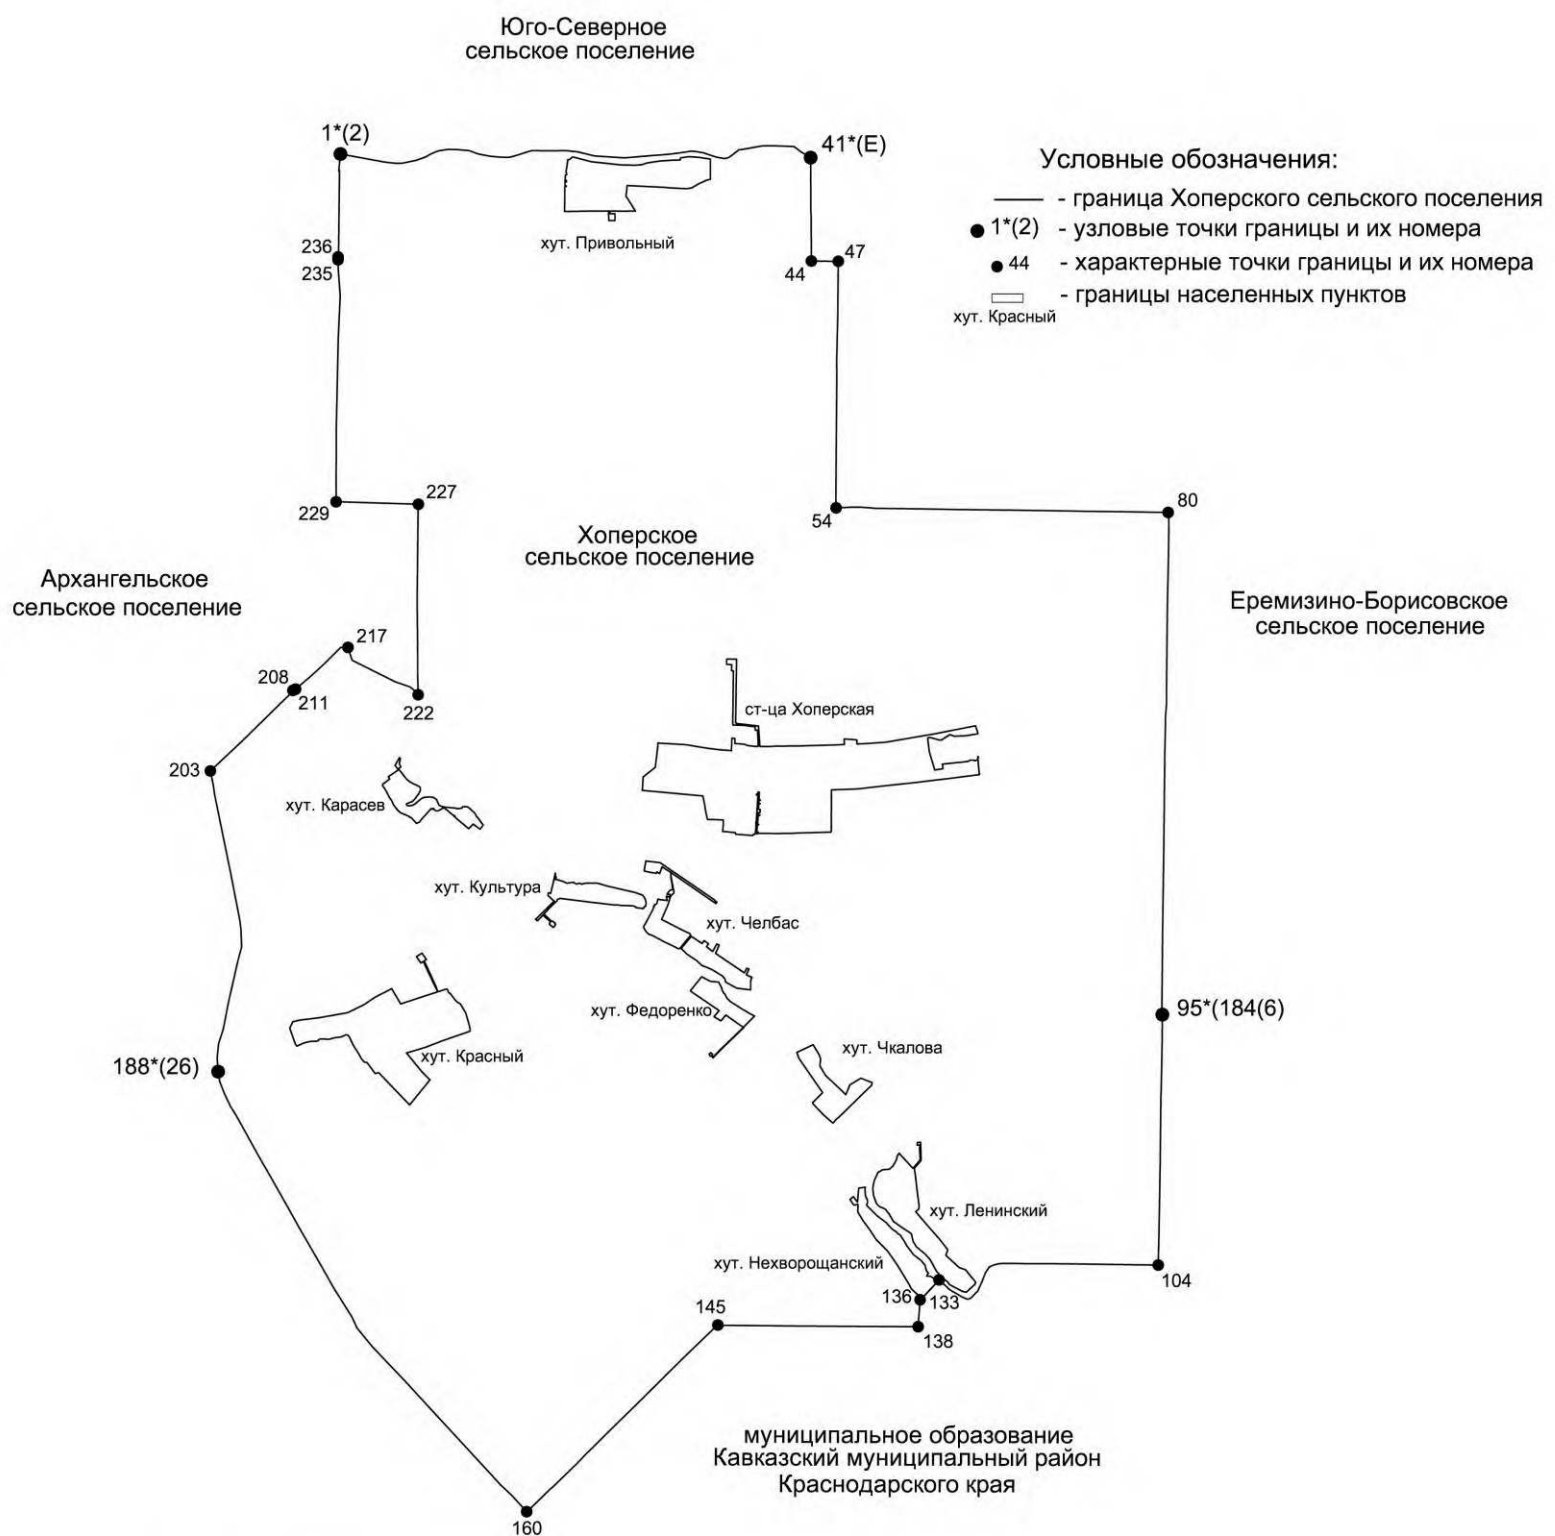 Юго-Северное
сельское поселение
1*(2)
41*(Е)
Условные обозначения:
- граница Хоперского сельского поселения
1*(2) - узловые точки границы и их номера
44 - характерные точки границы и их номера
- границы населенных пунктов
хут. Красный
хут. Привольный
236
235
44
47
229
227
54
80
Хоперское
сельское поселение
Архангельское
сельское поселение
Еремизино-Борисовское
сельское поселение
217
208
211
222
203
ст-ца Хоперская
хут. Карасев
хут. Культура
хут. Челбас
хут. Федоренко
95*(184(6)
хут. Чкалова
хут. Красный
188*(26)
хут. Ленинский
хут. Нехворощанский
104
136
133
145
138
муниципальное образование
Кавказский муниципальный район
Краснодарского края
160